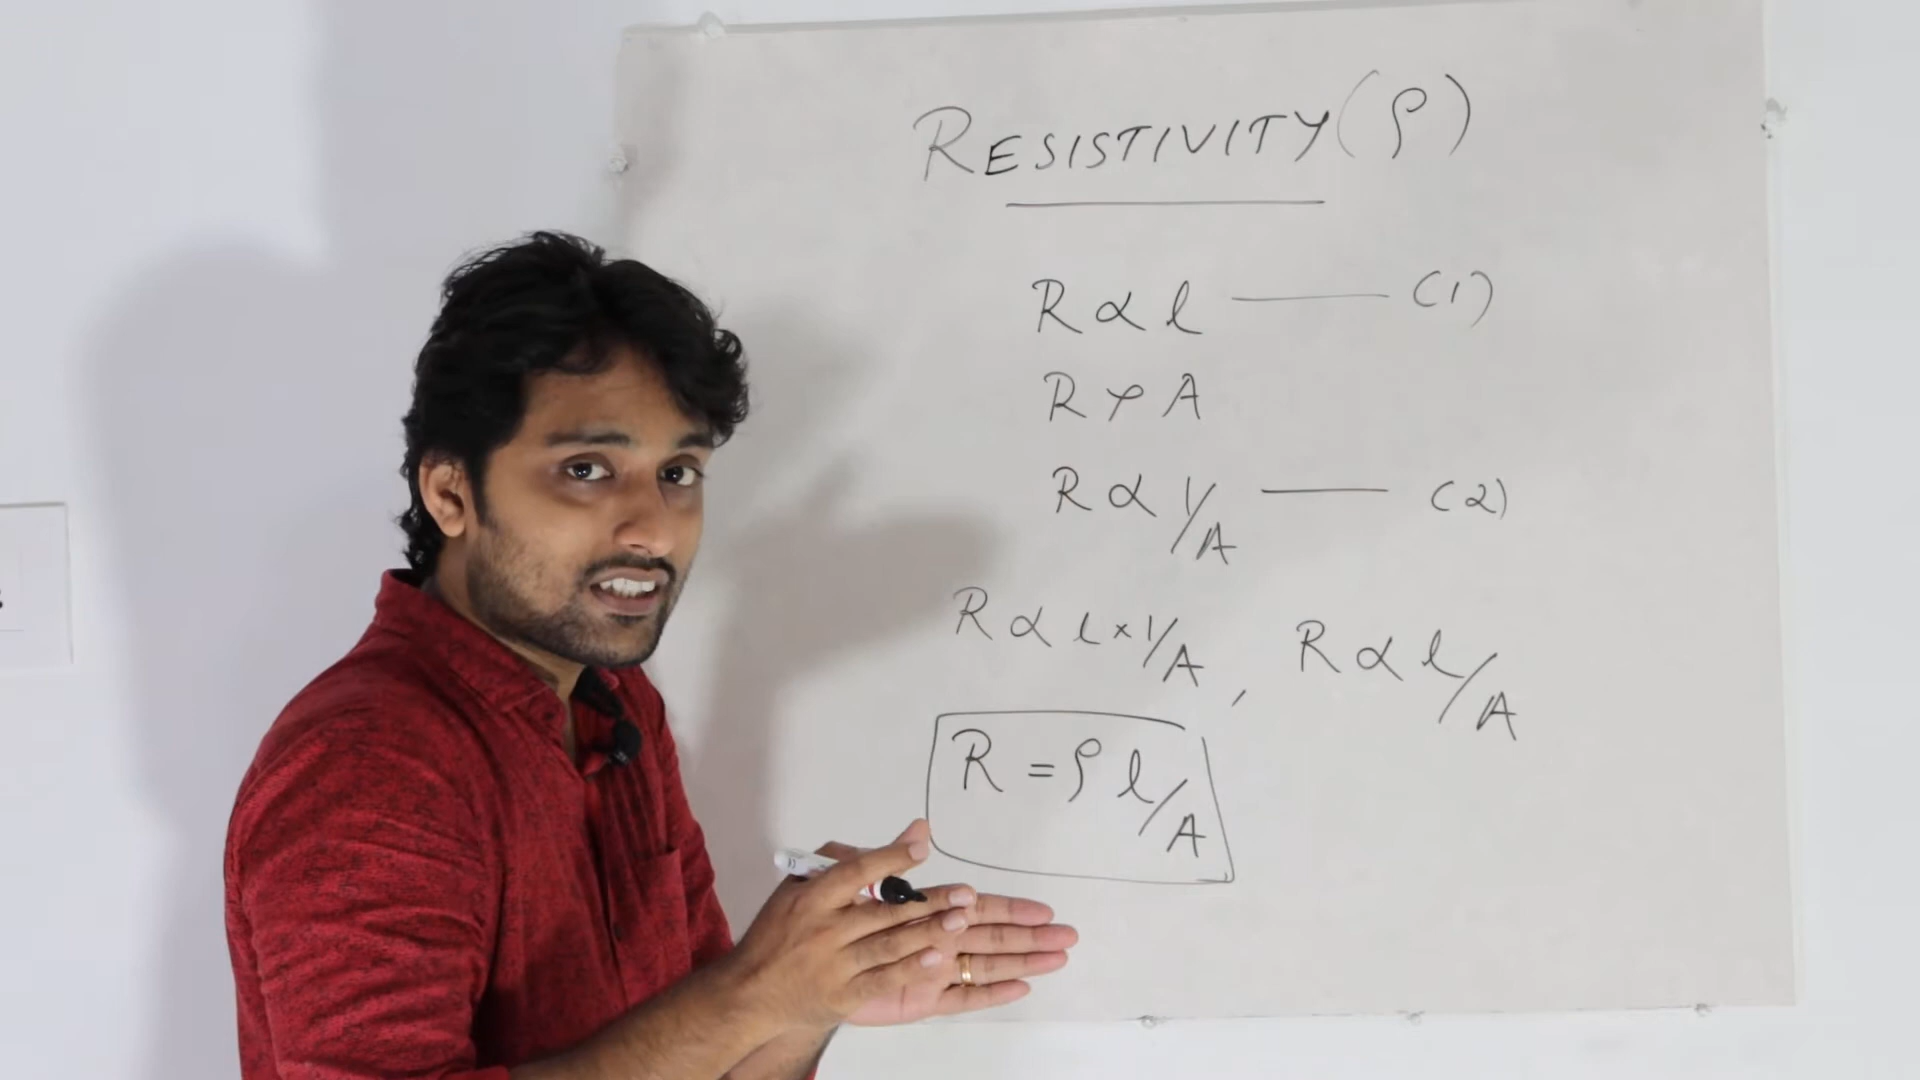 RESISTIVITY (ρ)
R ∝ l —— (1)
R ∝ A
R ∝ 1/A —— (2)
R ∝ l × 1/A , R ∝ l/A
R = ρ l/A